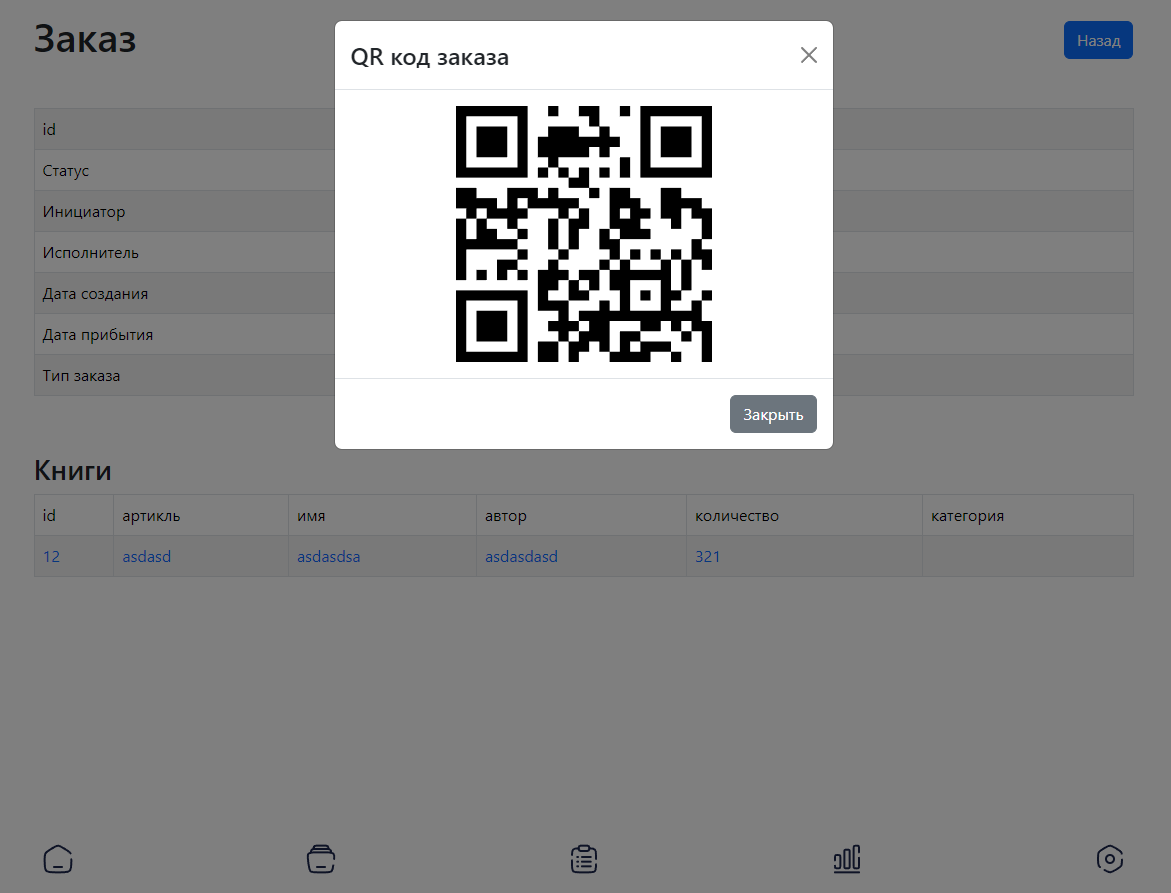 Заказ
Назад
QR код заказа
id
Статус
Инициатор
Исполнитель
Дата создания
Дата прибытия
Тип заказа
Закрыть
Книги
id артикль имя автор количество категория
12 asdasd asdasdsa asdasdasd 321